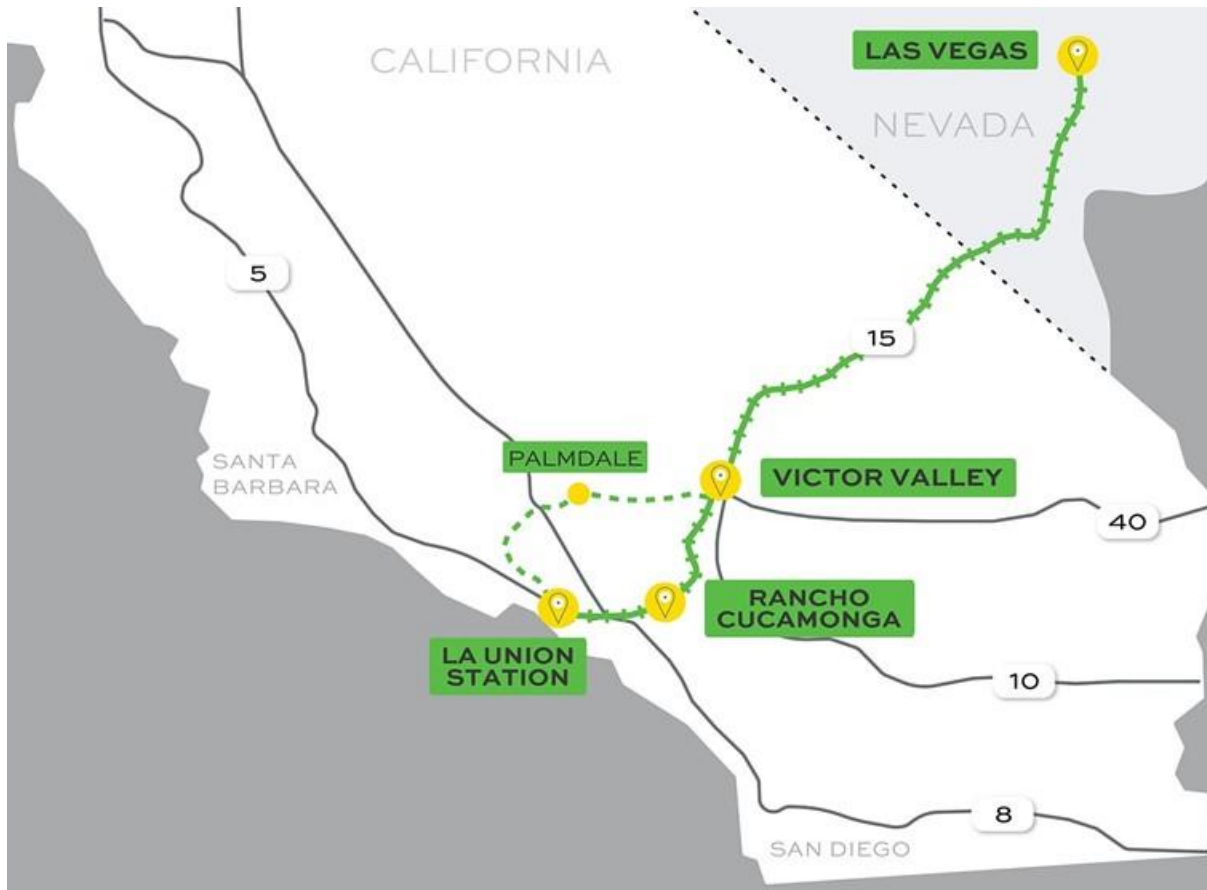 CALIFORNIA
LAS VEGAS
NEVADA
5
15
PALMDALE
SANTA
BARBARA
VICTOR VALLEY
40
RANCHO
CUCAMONGA
LA UNION
STATION
10
8
SAN DIEGO